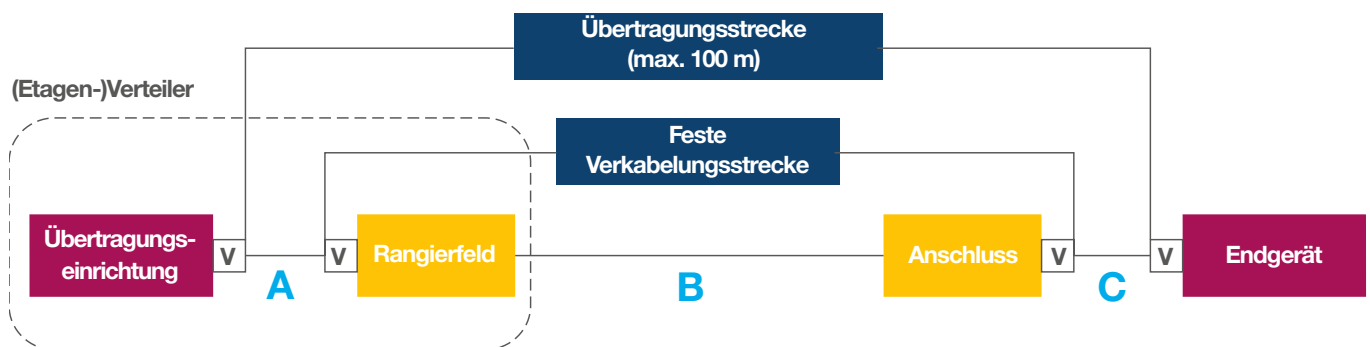 Übertragungsstrecke
(max. 100 m)
(Etagen-)Verteiler
Feste
Verkabelungsstrecke
Übertragungs-
einrichtung
V
A
V
Rangierfeld
B
Anschluss
V
C
V
Endgerät